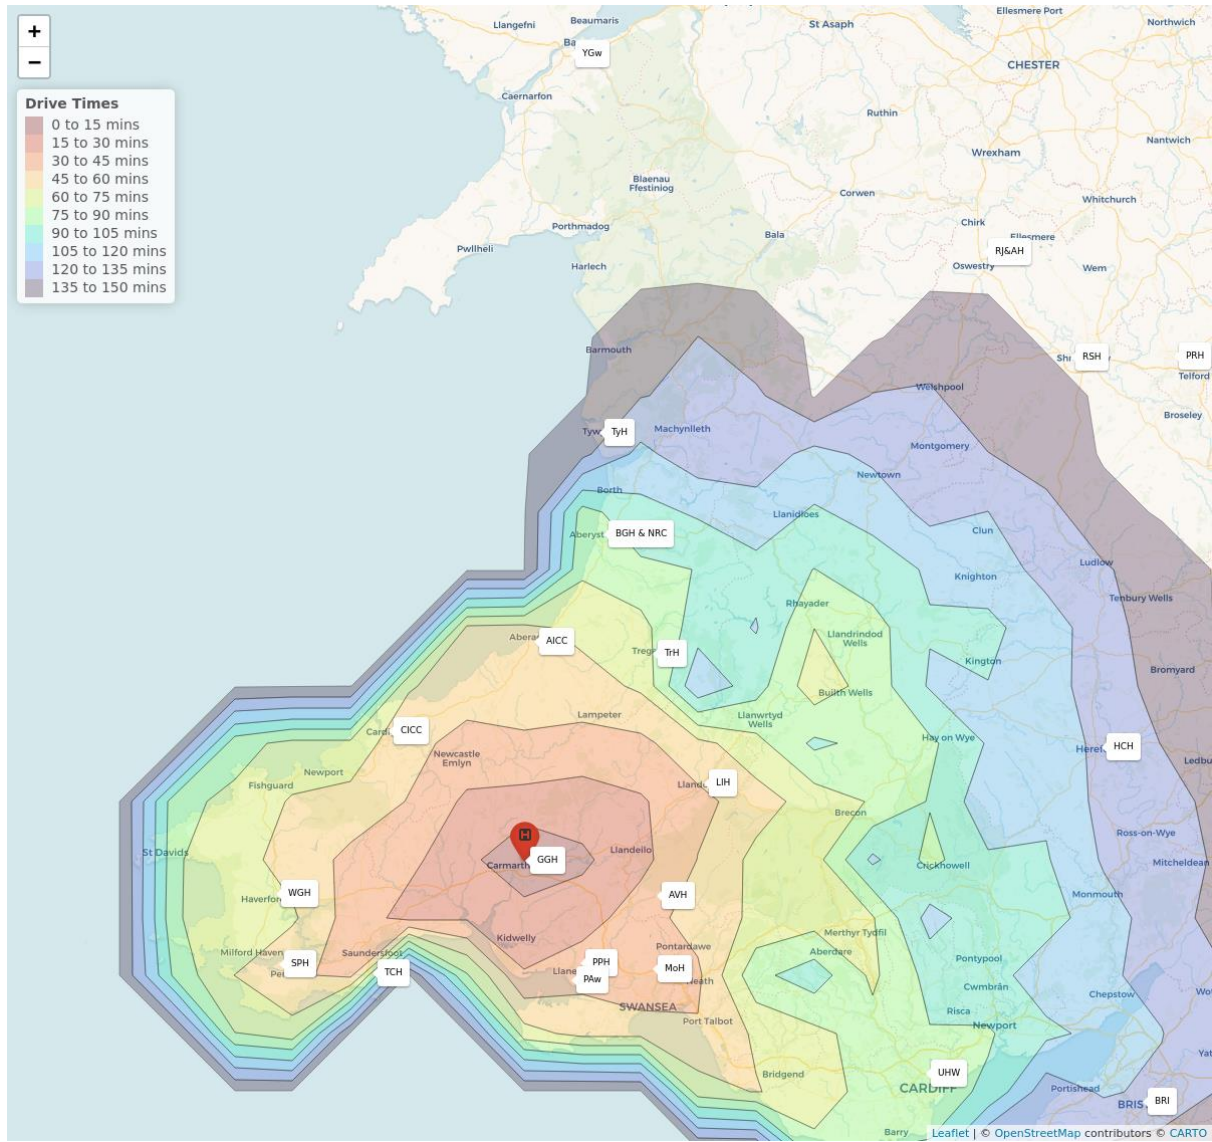 Ellesmere Port
Beaumaris
Llangefni
St Asaph
Northwich
+
YGw
−
CHESTER
Drive Times
0 to 15 mins
15 to 30 mins
30 to 45 mins
45 to 60 mins
60 to 75 mins
75 to 90 mins
90 to 105 mins
105 to 120 mins
120 to 135 mins
135 to 150 mins
Caernarfon
Ruthin
Nantwich
Wrexham
Blaenau
Ffestiniog
Corwen
Whitchurch
Porthmadog
Chirk
Bala
Ellesmere
Pwllheli
RJ&AH
Harlech
Oswestry
Wem
Barmouth
RSH
PRH
Telford
Welshpool
Broseley
TyH
Machynlleth
Montgomery
Newtown
Borth
Llanidloes
Clun
BGH & NRC
Ludlow
Knighton
Tenbury Wells
Rhayader
AICC
Llandrindod
Wells
TrH
Kington
Bromyard
Builth Wells
Lampeter
Llanwrtyd
Wells
CICC
Hay on Wye
HCH
Newcastle
Emlyn
Newport
Fishguard
LIH
Brecon
H
Ross-on-Wye
St Davids
Llandeilo
GGH
Crickhowell
Mitcheldean
WGH
AVH
Monmouth
Merthyr Tydfil
Kidwelly
Pontardawe
Aberdare
Milford Haven
Saundersfoot
SPH
PPH
MoH
Pontypool
TCH
PAw
Cwmbrân
Chepstow
SWANSEA
Risca
Port Talbot
Newport
UHW
Bridgend
CARDIFF
Portishead
BRI
Barry
Leaflet | © OpenStreetMap contributors © CARTO